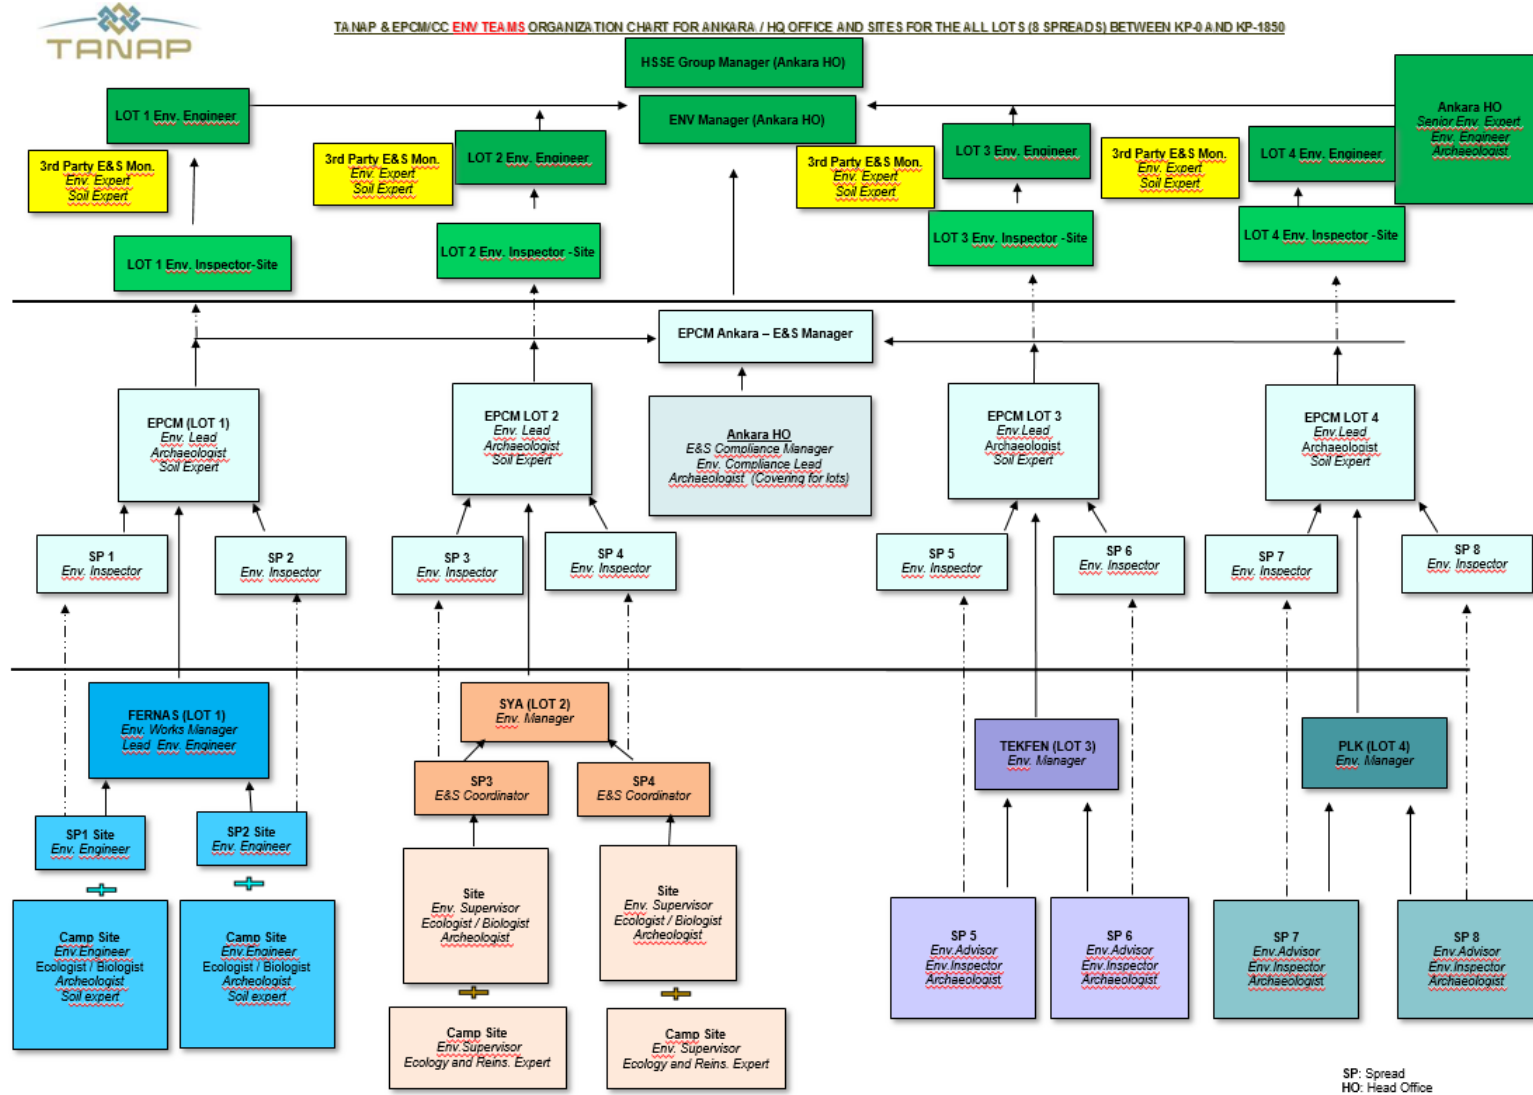 TANAP
TANAP & EPCM/CC ENV TEAMS ORGANIZATION CHART FOR ANKARA / HQ OFFICE AND SITES FOR THE ALL LOTS (8 SPREADS) BETWEEN KP-0 AND KP-1850
HSSE Group Manager (Ankara HO)
ENV Manager (Ankara HO)
LOT 1 Env. Engineer
3rd Party E&S Mon.
Env. Expert
Soil Expert
LOT 1 Env. Inspector-Site
3rd Party E&S Mon.
Env. Expert
Soil Expert
LOT 2 Env. Engineer
LOT 2 Env. Inspector -Site
3rd Party E&S Mon.
Env. Expert
Soil Expert
LOT 3 Env. Engineer
LOT 3 Env. Inspector -Site
3rd Party E&S Mon.
Env. Expert
Soil Expert
LOT 4 Env. Engineer
LOT 4 Env. Inspector -Site
Ankara HO
Senior Env. Expert
Env. Engineer
Archaeologist
EPCM Ankara – E&S Manager
EPCM (LOT 1)
Env. Lead
Archaeologist
Soil Expert
EPCM LOT 2
Env. Lead
Archaeologist
Soil Expert
Ankara HO
E&S Compliance Manager
Env. Compliance Lead
Archaeologist (Covering for lots)
EPCM LOT 3
Env.Lead
Archaeologist
Soil Expert
EPCM LOT 4
Env.Lead
Archaeologist
Soil Expert
SP 1
Env. Inspector
SP 2
Env. Inspector
SP 3
Env. Inspector
SP 4
Env. Inspector
SP 5
Env. Inspector
SP 6
Env. Inspector
SP 7
Env. Inspector
SP 8
Env. Inspector
FERNAS (LOT 1)
Env. Works Manager
Lead Env. Engineer
SYA (LOT 2)
Env. Manager
TEKFEN (LOT 3)
Env. Manager
PLK (LOT 4)
Env. Manager
SP1 Site
Env. Engineer
SP2 Site
Env. Engineer
SP3
E&S Coordinator
SP4
E&S Coordinator
Camp Site
Env.Engineer
Ecologist / Biologist
Archeologist
Soil expert
Camp Site
Env.Engineer
Ecologist / Biologist
Archeologist
Soil expert
Site
Env. Supervisor
Ecologist / Biologist
Archeologist
Site
Env. Supervisor
Ecologist / Biologist
Archeologist
SP 5
Env.Advisor
Env.Inspector
Archaeologist
SP 6
Env.Advisor
Env.Inspector
Archaeologist
SP 7
Env.Advisor
Env.Inspector
Archaeologist
SP 8
Env.Advisor
Env.Inspector
Archaeologist
Camp Site
Env.Supervisor
Ecology and Reins. Expert
Camp Site
Env. Supervisor
Ecology and Reins. Expert
SP: Spread
HO: Head Office